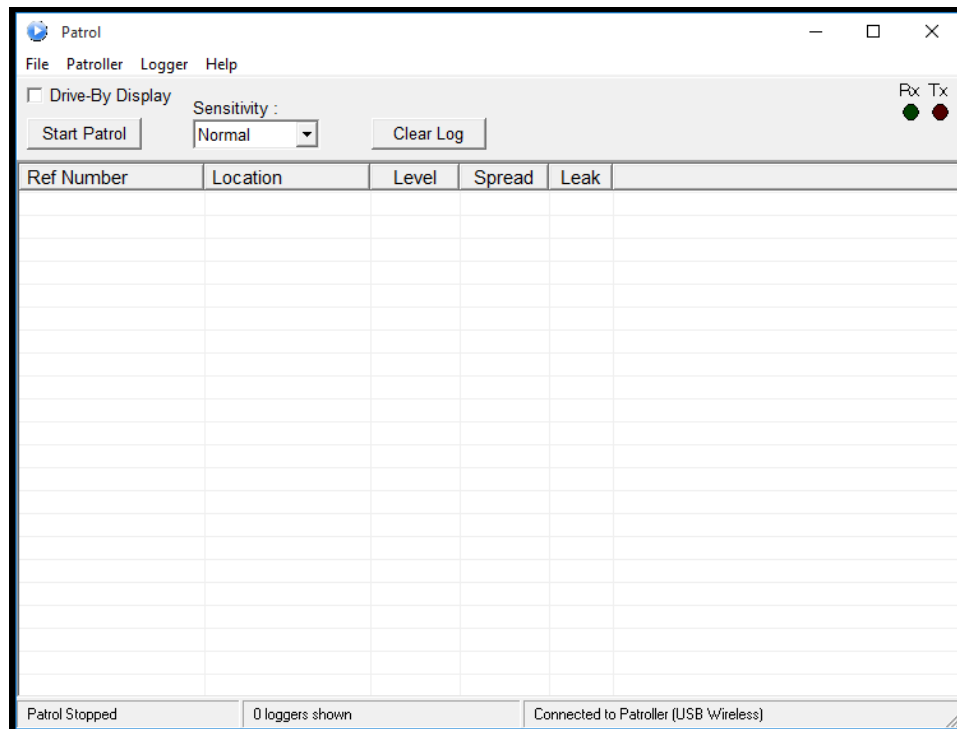 Patrol
File Patroller Logger Help
Drive-By Display
Rx Tx
Sensitivity :
Start Patrol Normal Clear Log
Ref Number Location Level Spread Leak
Patrol Stopped 0 loggers shown Connected to Patroller (USB Wireless)